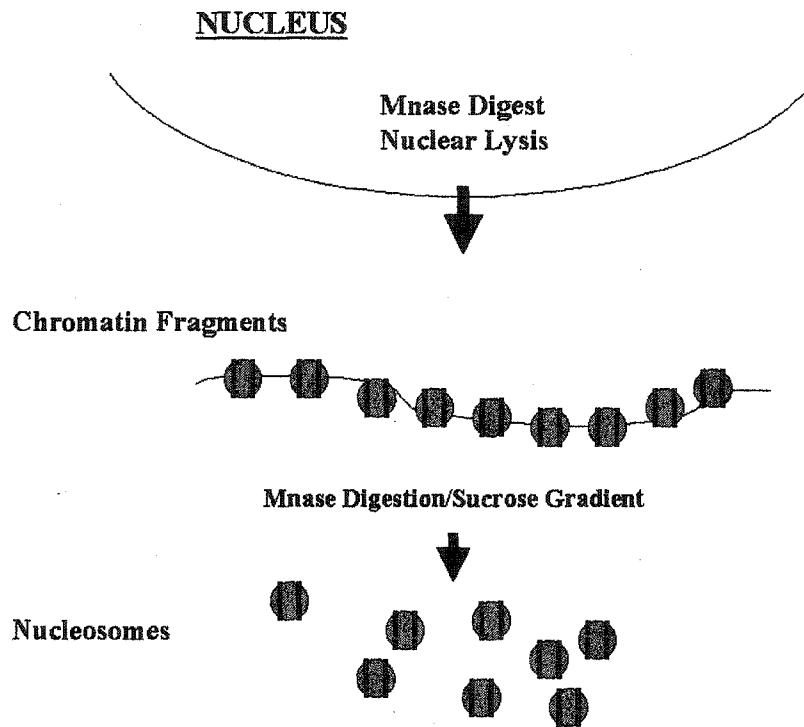 NUCLEUS
Mnase Digest
Nuclear Lysis
Chromatin Fragments
Mnase Digestion/Sucrose Gradient
Nucleosomes